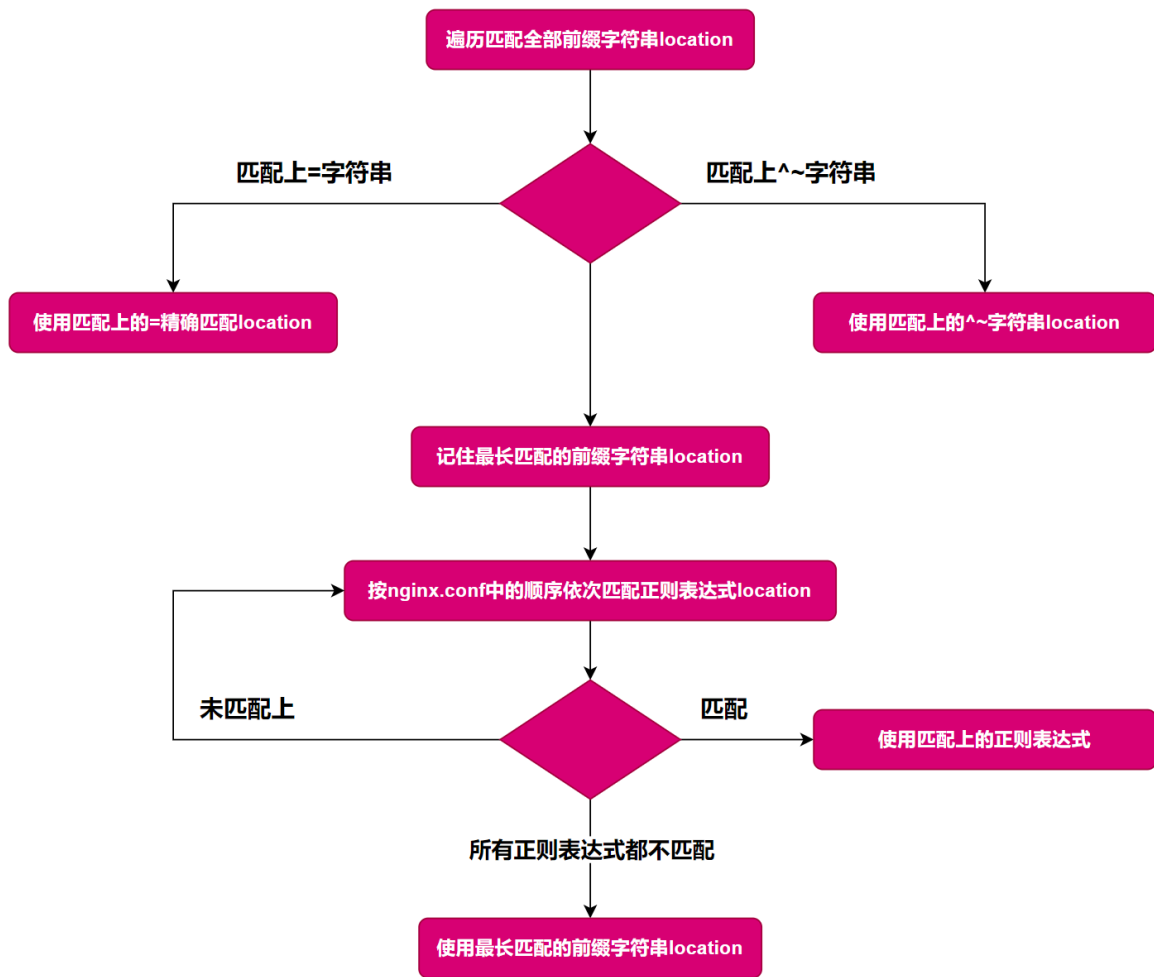 遍历匹配全部前缀字符串location
匹配上=字符串
匹配上^~字符串
使用匹配上的=精确匹配location
使用匹配上的^~字符串location
记住最长匹配的前缀字符串location
按nginx.conf中的顺序依次匹配正则表达式location
未匹配上
匹配
使用匹配上的正则表达式
所有正则表达式都不匹配
使用最长匹配的前缀字符串location